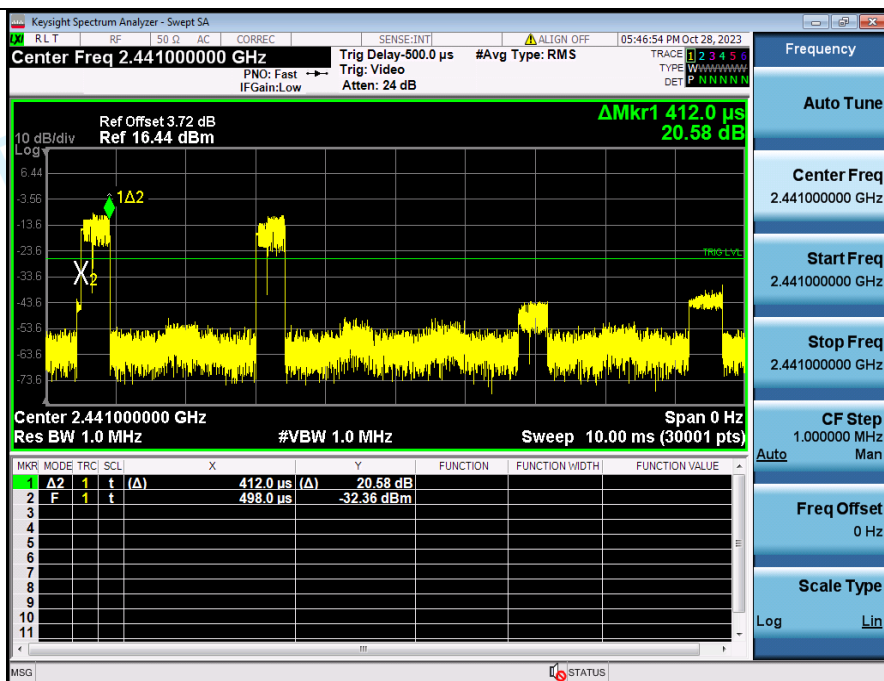 Keysight Spectrum Analyzer - Swept SA
LXI RLT RF 50 Ω AC CORREC SENSE:INT ALIGN OFF 05:46:54 PM Oct 28, 2023
Center Freq 2.441000000 GHz Trig Delay-500.0 µs #Avg Type: RMS TRACE 1 2 3 4 5 6
PNO: Fast Trig: Video TYPE WWWWWW
IFGain:Low Atten: 24 dB DET P N N N N N
ΔMkr1 412.0 µs
20.58 dB
Ref Offset 3.72 dB
10 dB/div Ref 16.44 dBm
Log
6.44
-3.56
-13.6
-23.6
-33.6
-43.6
-53.6
-63.6
-73.6
1Δ2
X2
TRIG LVL
Center 2.441000000 GHz Span 0 Hz
Res BW 1.0 MHz #VBW 1.0 MHz Sweep 10.00 ms (30001 pts)
MKR MODE TRC SCL X Y FUNCTION FUNCTION WIDTH FUNCTION VALUE
1 Δ2 1 t (Δ) 412.0 µs (Δ) 20.58 dB
2 F 1 t 498.0 µs -32.36 dBm
3
4
5
6
7
8
9
10
11
MSG STATUS
Frequency
Auto Tune
Center Freq
2.441000000 GHz
Start Freq
2.441000000 GHz
Stop Freq
2.441000000 GHz
CF Step
1.000000 MHz
Auto Man
Freq Offset
0 Hz
Scale Type
Log Lin